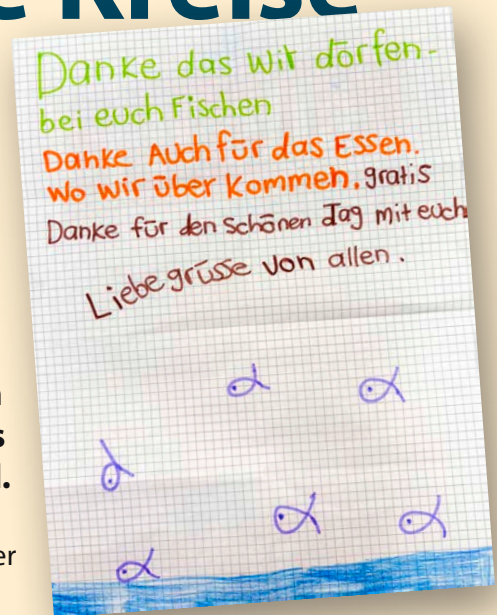 Kreise
Danke das wir dörfen-
bei euch Fischen
Danke Auch für das Essen.
Wo wir über kommen. gratis
Danke für den schönen Tag mit euch
Liebe grüsse von allen.